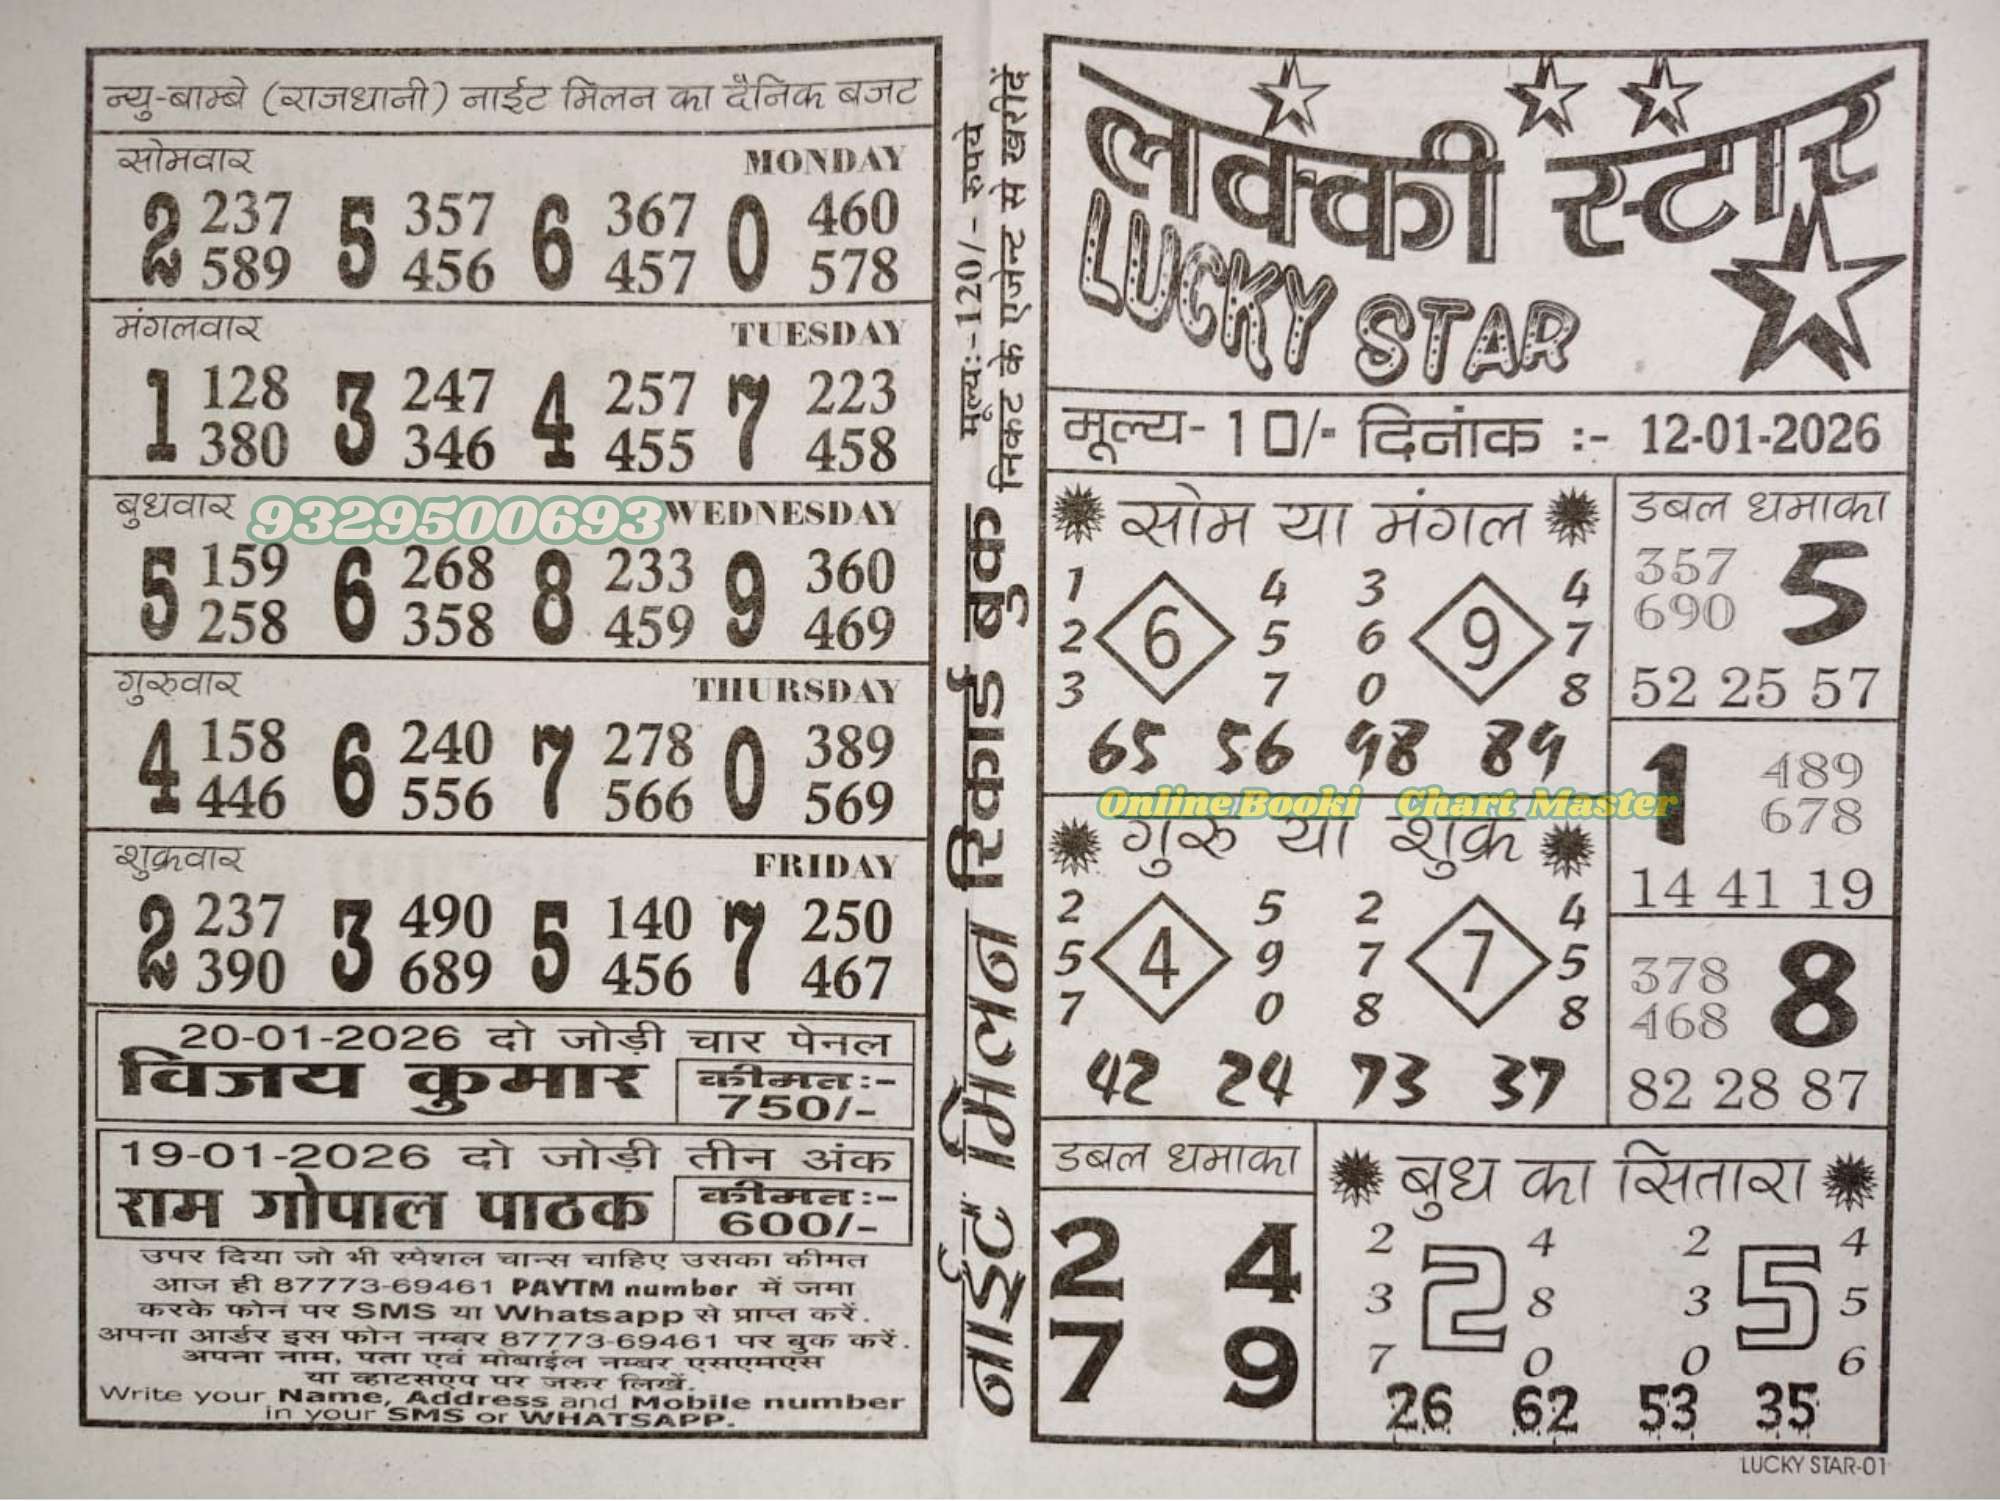 न्यु-बाम्बे (राजधानी) नाईट मिलन का दैनिक बजट
सोमवार MONDAY
2 237 5 357 6 367 0 460
589 456 457 578
मंगलवार TUESDAY
1 128 3 247 4 257 7 223
380 346 455 458
बुधवार 9329500693 WEDNESDAY
5 159 6 268 8 233 9 360
258 358 459 469
गुरुवार THURSDAY
4 158 6 240 7 278 0 389
446 556 566 569
शुक्रवार FRIDAY
2 237 3 490 5 140 7 250
390 689 456 467
20-01-2026 दो जोड़ी चार पेनल
विजय कुमार कीमत:-
750/-
19-01-2026 दो जोड़ी तीन अंक
राम गोपाल पाठक कीमत:-
600/-
उपर दिया जो भी स्पेशल चान्स चाहिए उसका कीमत
आज ही 87773-69461 PAYTM number में जमा
करके फोन पर SMS या Whatsapp से प्राप्त करें.
अपना आर्डर इस फोन नम्बर 87773-69461 पर बुक करें.
अपना नाम, पता एवं मोबाईल नम्बर एसएमएस
या व्हाटसएप पर जरुर लिखें.
Write your Name, Address and Mobile number
in your SMS or WHATSAPP.
नाईट मिलन रिकार्ड बुक
मूल्य:-120/- रुपये
निकट के एजेन्ट से खरीदें
लक्की स्टार
LUCKY STAR
मूल्य- 10/- दिनांक :- 12-01-2026
सोम या मंगल
1 4 3 4
2 6 5 6 9 7
3 7 0 8
65 56 98 89
OnlineBooki Chart Master
गुरु या शुक्र
2 5 2 4
5 4 9 7 7 5
7 0 8 8
42 24 73 37
डबल धमाका
357 5
690
52 25 57
1 489
678
14 41 19
378 8
468
82 28 87
डबल धमाका
2 4
7 9
बुध का सितारा
2 4 2 4
3 2 8 3 5 5
7 0 0 6
26 62 53 35
LUCKY STAR-01